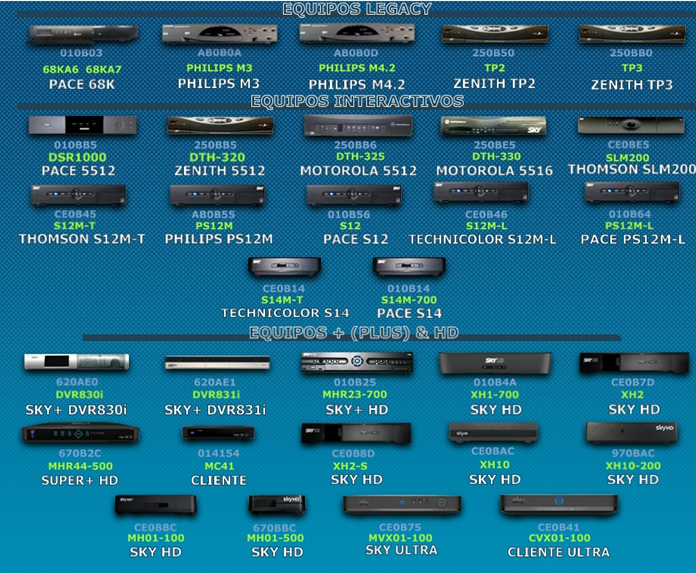 EQUIPOS LEGACY
010B03 AB0B0A AB0B0D 250B50 250BB0
68KA6 68KA7 PHILIPS M3 PHILIPS M4.2 TP2 TP3
PACE 68K PHILIPS M3 PHILIPS M4.2 ZENITH TP2 ZENITH TP3
EQUIPOS INTERACTIVOS
SKY
010BB5 250BB5 250BB6 250BE5 CE0BE5
DSR1000 DTH-320 DTH-325 DTH-330 SLM200
PACE 5512 ZENITH 5512 MOTOROLA 5512 MOTOROLA 5516 THOMSON SLM200
CE0B45 AB0B55 010B56 CE0B46 010B64
S12M-T PS12M S12 S12M-L PS12M-L
THOMSON S12M-T PHILIPS PS12M PACE S12 TECHNICOLOR S12M-L PACE PS12M-L
CE0B14 010B14
S14M-T S14M-700
TECHNICOLOR S14 PACE S14
EQUIPOS + (PLUS) & HD
620AE0 620AE1 010B25 010B4A CE0B7D
DVR830i DVR831i MHR23-700 XH1-700 XH2
SKY+ DVR830i SKY+ DVR831i SKY+ HD SKY HD SKY HD
670B2C 014154 CE0B8D CE0BAC 970BAC
MHR44-500 MC41 XH2-S XH10 XH10-200
SUPER+ HD CLIENTE SKY HD SKY HD SKY HD
CE0BBC 670BBC CE0B75 CE0B41
MH01-100 MH01-500 MVX01-100 CVX01-100
SKY HD SKY HD SKY ULTRA CLIENTE ULTRA